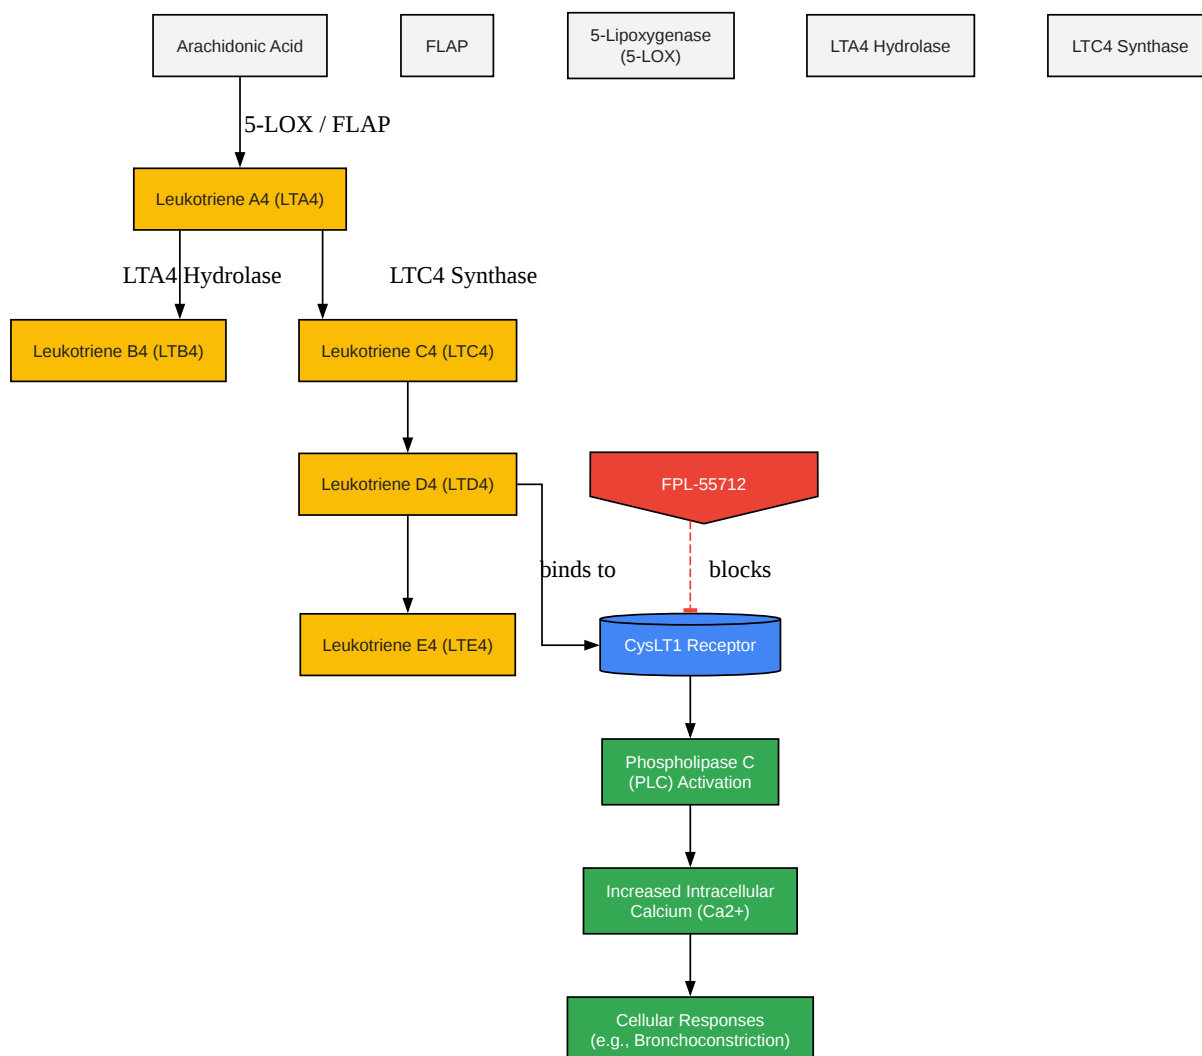 Arachidonic Acid
FLAP
5-Lipoxygenase
(5-LOX)
LTA4 Hydrolase
LTC4 Synthase
5-LOX / FLAP
Leukotriene A4 (LTA4)
LTA4 Hydrolase
LTC4 Synthase
Leukotriene B4 (LTB4)
Leukotriene C4 (LTC4)
Leukotriene D4 (LTD4)
FPL-55712
binds to
blocks
Leukotriene E4 (LTE4)
CysLT1 Receptor
Phospholipase C
(PLC) Activation
Increased Intracellular
Calcium (Ca2+)
Cellular Responses
(e.g., Bronchoconstriction)